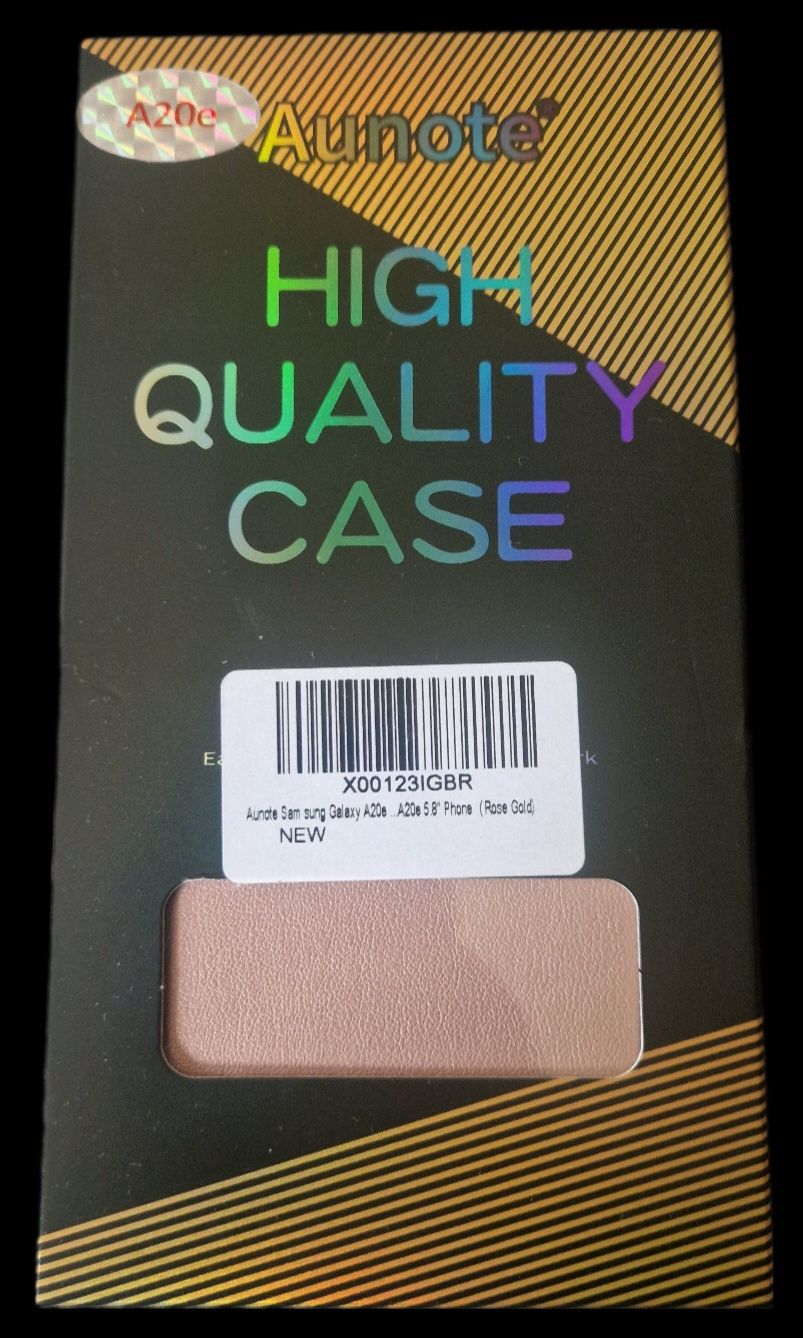 A20e
Aunote®
HIGH
QUALITY
CASE
X00123IGBR
Aunote Sam sung Galaxy A20e ...A20e 5.8" Phone (Rose Gold)
NEW